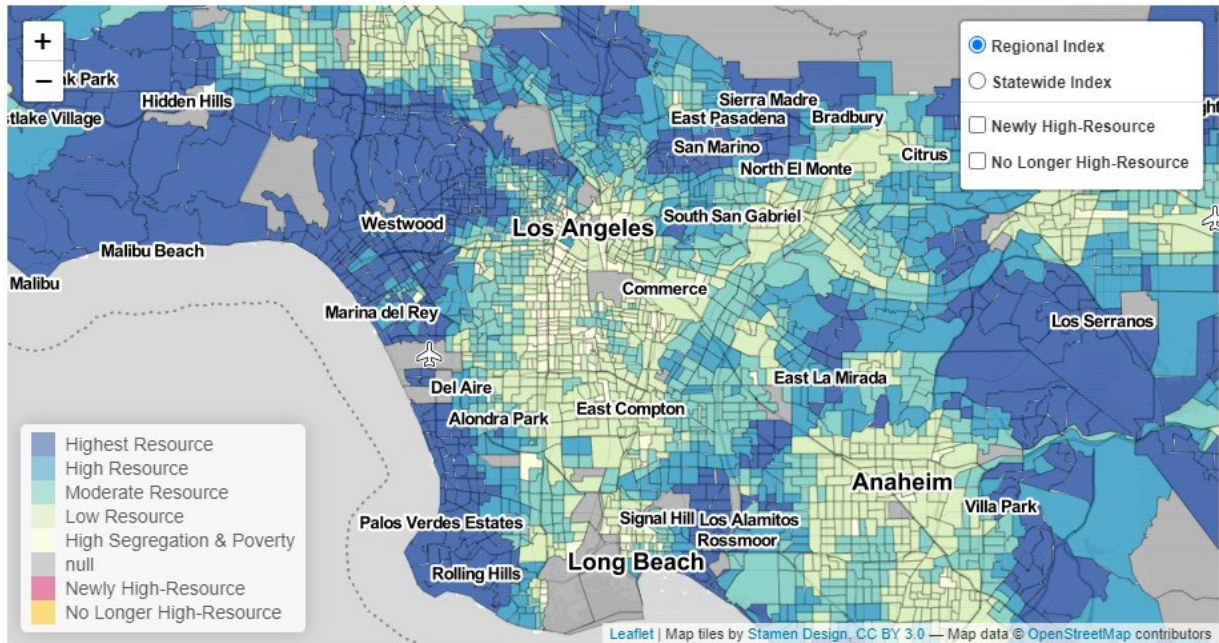 +
−
ak Park
Hidden Hills
stlake Village
Sierra Madre
East Pasadena
Bradbury
San Marino
Citrus
North El Monte
Westwood
Los Angeles
South San Gabriel
Malibu Beach
Malibu
Commerce
Marina del Rey
Los Serranos
Del Aire
East La Mirada
Alondra Park
East Compton
Anaheim
Villa Park
Palos Verdes Estates
Signal Hill
Los Alamitos
Rossmoor
Long Beach
Rolling Hills
Regional Index
Statewide Index
Newly High-Resource
No Longer High-Resource
Highest Resource
High Resource
Moderate Resource
Low Resource
High Segregation & Poverty
null
Newly High-Resource
No Longer High-Resource
Leaflet | Map tiles by Stamen Design, CC BY 3.0 — Map data © OpenStreetMap contributors